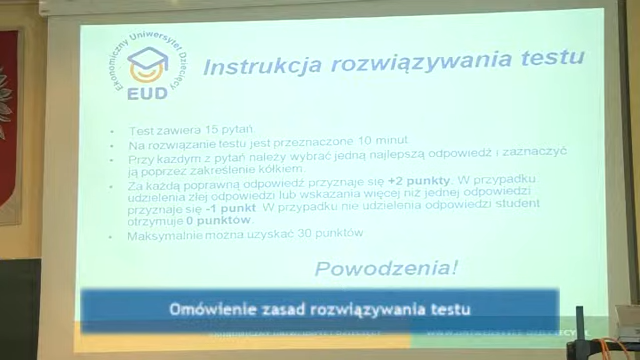 Ekonomiczny Uniwersytet Dziecięcy
EUD
Instrukcja rozwiązywania testu
• Test zawiera 15 pytań
• Na rozwiązanie testu jest przeznaczone 10 minut
• Przy każdym z pytań należy wybrać jedną najlepszą odpowiedź i zaznaczyć
ją poprzez zakreślenie kółkiem.
• Za każdą poprawną odpowiedź przyznaje się +2 punkty. W przypadku
udzielenia złej odpowiedzi lub wskazania więcej niż jednej odpowiedzi
przyznaje się -1 punkt. W przypadku nie udzielenia odpowiedzi student
otrzymuje 0 punktów.
• Maksymalnie można uzyskać 30 punktów
Powodzenia!
Omówienie zasad rozwiązywania testu